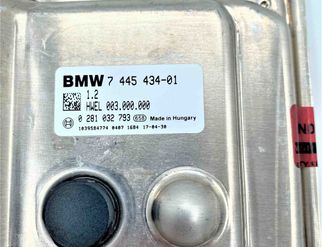 BMW 7 445 434-01
1.2
HWEL 003.000.000
0 281 032 793 Made in Hungary
1039S84774 0407 1684 17-04-30
ND